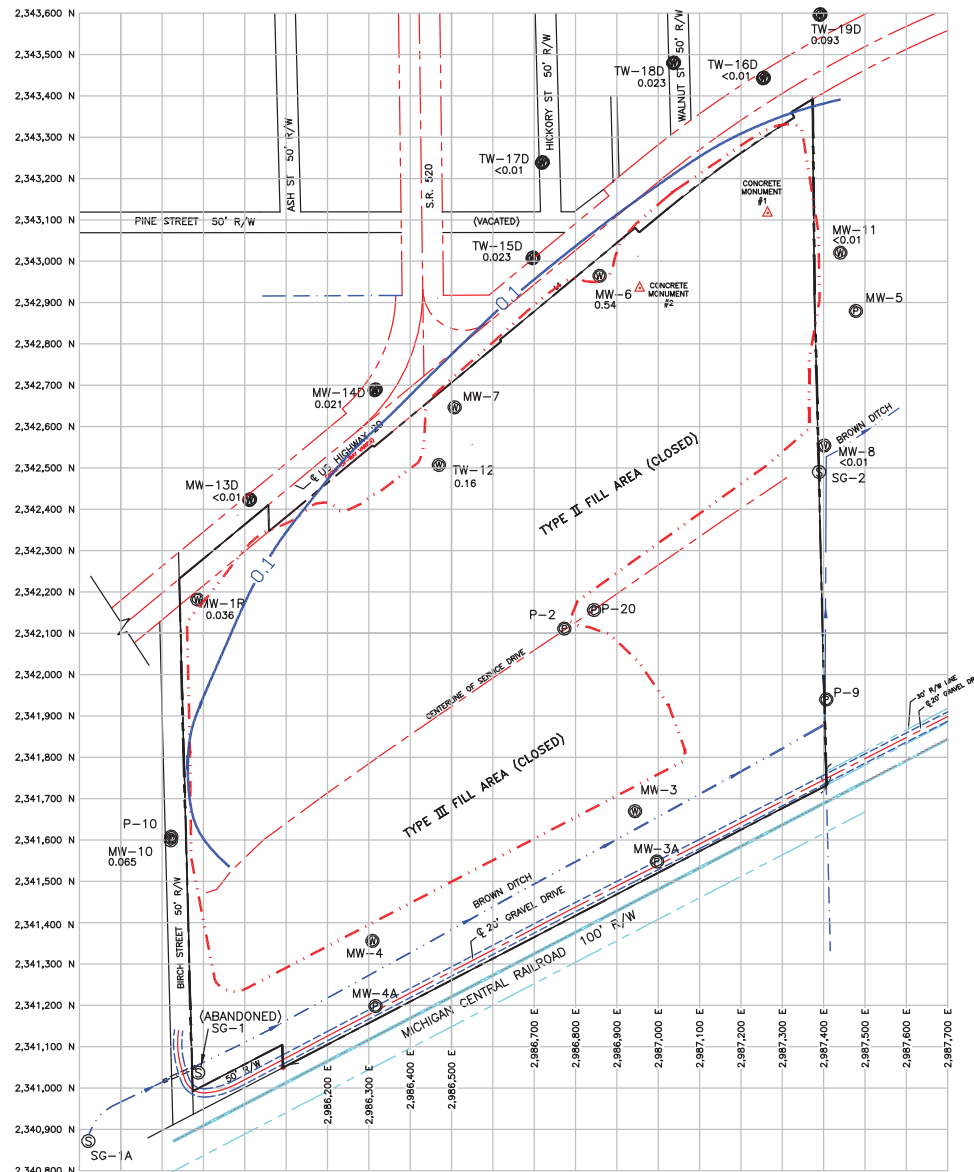 2,343,600 N
2,343,500 N
2,343,400 N
2,343,300 N
2,343,200 N
2,343,100 N
2,343,000 N
2,342,900 N
2,342,800 N
2,342,700 N
2,342,600 N
2,342,500 N
2,342,400 N
2,342,300 N
2,342,200 N
2,342,100 N
2,342,000 N
2,341,900 N
2,341,800 N
2,341,700 N
2,341,600 N
2,341,500 N
2,341,400 N
2,341,300 N
2,341,200 N
2,341,100 N
2,341,000 N
2,340,900 N
2,340,800 N
TW-19D
0.093
TW-18D
0.023
TW-16D
<0.01
HICKORY ST 50' R/W
WALNUT ST 50' R/W
ASH ST 50' R/W
S.R. 520
TW-17D
<0.01
PINE STREET 50' R/W
(VACATED)
CONCRETE
MONUMENT
#1
MW-11
<0.01
TW-15D
0.023
MW-6
0.54
CONCRETE
MONUMENT
#2
MW-5
P
0.1
MW-14D
0.021
MW-7
℄ US HIGHWAY 20
TW-12
0.16
MW-13D
<0.01
BROWN DITCH
MW-8
<0.01
S
SG-2
TYPE II FILL AREA (CLOSED)
0.1
MW-1R
0.036
P-2
P
P
P-20
CENTERLINE OF SERVICE DRIVE
P
P-9
30' R/W LINE
℄ 20' GRAVEL DR
TYPE III FILL AREA (CLOSED)
MW-3
P-10
MW-10
0.065
MW-3A
P
BIRCH STREET 50' R/W
BROWN DITCH
℄ 20' GRAVEL DRIVE
MW-4
MW-4A
P
MICHIGAN CENTRAL RAILROAD 100' R/W
(ABANDONED)
SG-1
S
50' R/W
S
SG-1A
2,986,200 E
2,986,300 E
2,986,400 E
2,986,500 E
2,986,700 E
2,986,800 E
2,986,900 E
2,987,000 E
2,987,100 E
2,987,200 E
2,987,300 E
2,987,400 E
2,987,500 E
2,987,600 E
2,987,700 E